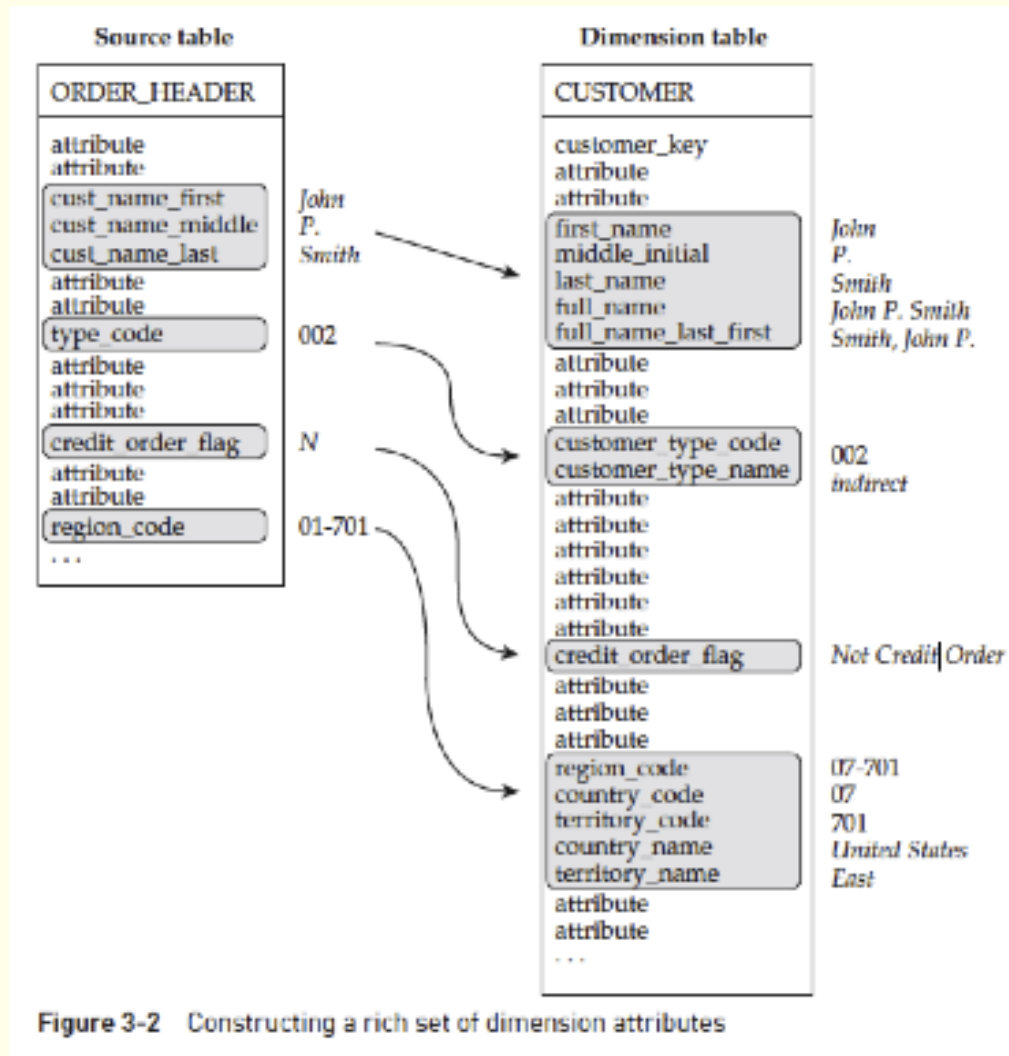 Source table
ORDER_HEADER
attribute
attribute
cust_name_first John
cust_name_middle P.
cust_name_last Smith
attribute
attribute
type_code 002
attribute
attribute
attribute
credit_order_flag N
attribute
attribute
region_code 01-701
. . .
Dimension table
CUSTOMER
customer_key
attribute
attribute
first_name John
middle_initial P.
last_name Smith
full_name John P. Smith
full_name_last_first Smith, John P.
attribute
attribute
attribute
customer_type_code 002
customer_type_name indirect
attribute
attribute
attribute
attribute
attribute
attribute
credit_order_flag Not Credit Order
attribute
attribute
attribute
region_code 07-701
country_code 07
territory_code 701
country_name United States
territory_name East
attribute
attribute
. . .
Figure 3-2 Constructing a rich set of dimension attributes